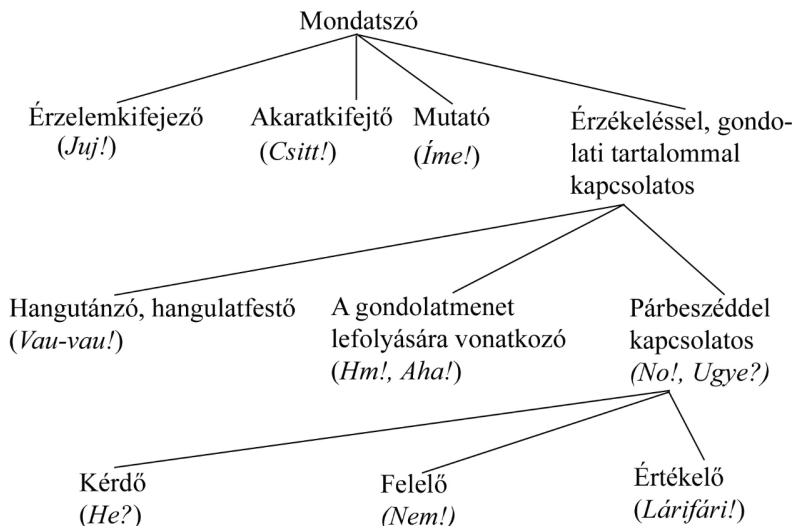 Mondatszó
Érzelemkifejező
(Juj!)
Akaratkifejtő
(Csitt!)
Mutató
(Íme!)
Érzékeléssel, gondo-
lati tartalommal
kapcsolatos
Hangutánzó, hangulatfestő
(Vau-vau!)
A gondolatmenet
lefolyására vonatkozó
(Hm!, Aha!)
Párbeszéddel
kapcsolatos
(No!, Ugye?)
Kérdő
(He?)
Felelő
(Nem!)
Értékelő
(Lárifári!)